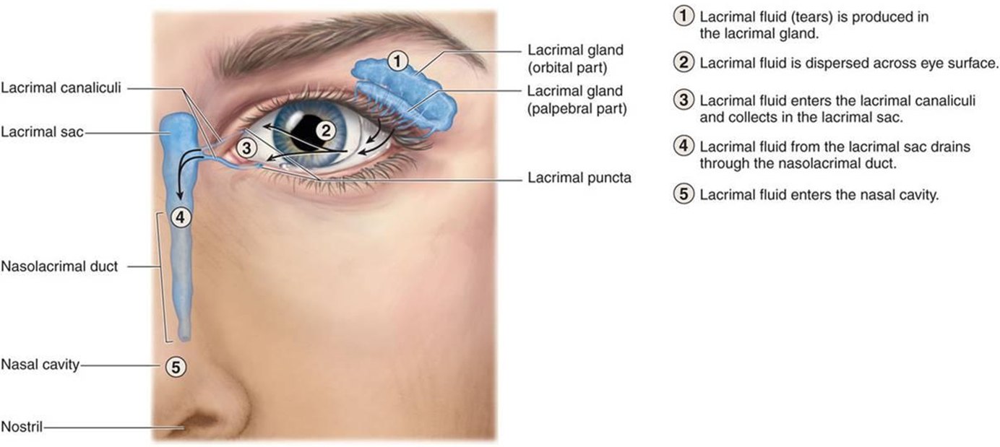 Lacrimal canaliculi
Lacrimal sac
Nasolacrimal duct
Nasal cavity
Nostril
1
2
3
4
5
Lacrimal gland
(orbital part)
Lacrimal gland
(palpebral part)
Lacrimal puncta
1 Lacrimal fluid (tears) is produced in
the lacrimal gland.
2 Lacrimal fluid is dispersed across eye surface.
3 Lacrimal fluid enters the lacrimal canaliculi
and collects in the lacrimal sac.
4 Lacrimal fluid from the lacrimal sac drains
through the nasolacrimal duct.
5 Lacrimal fluid enters the nasal cavity.